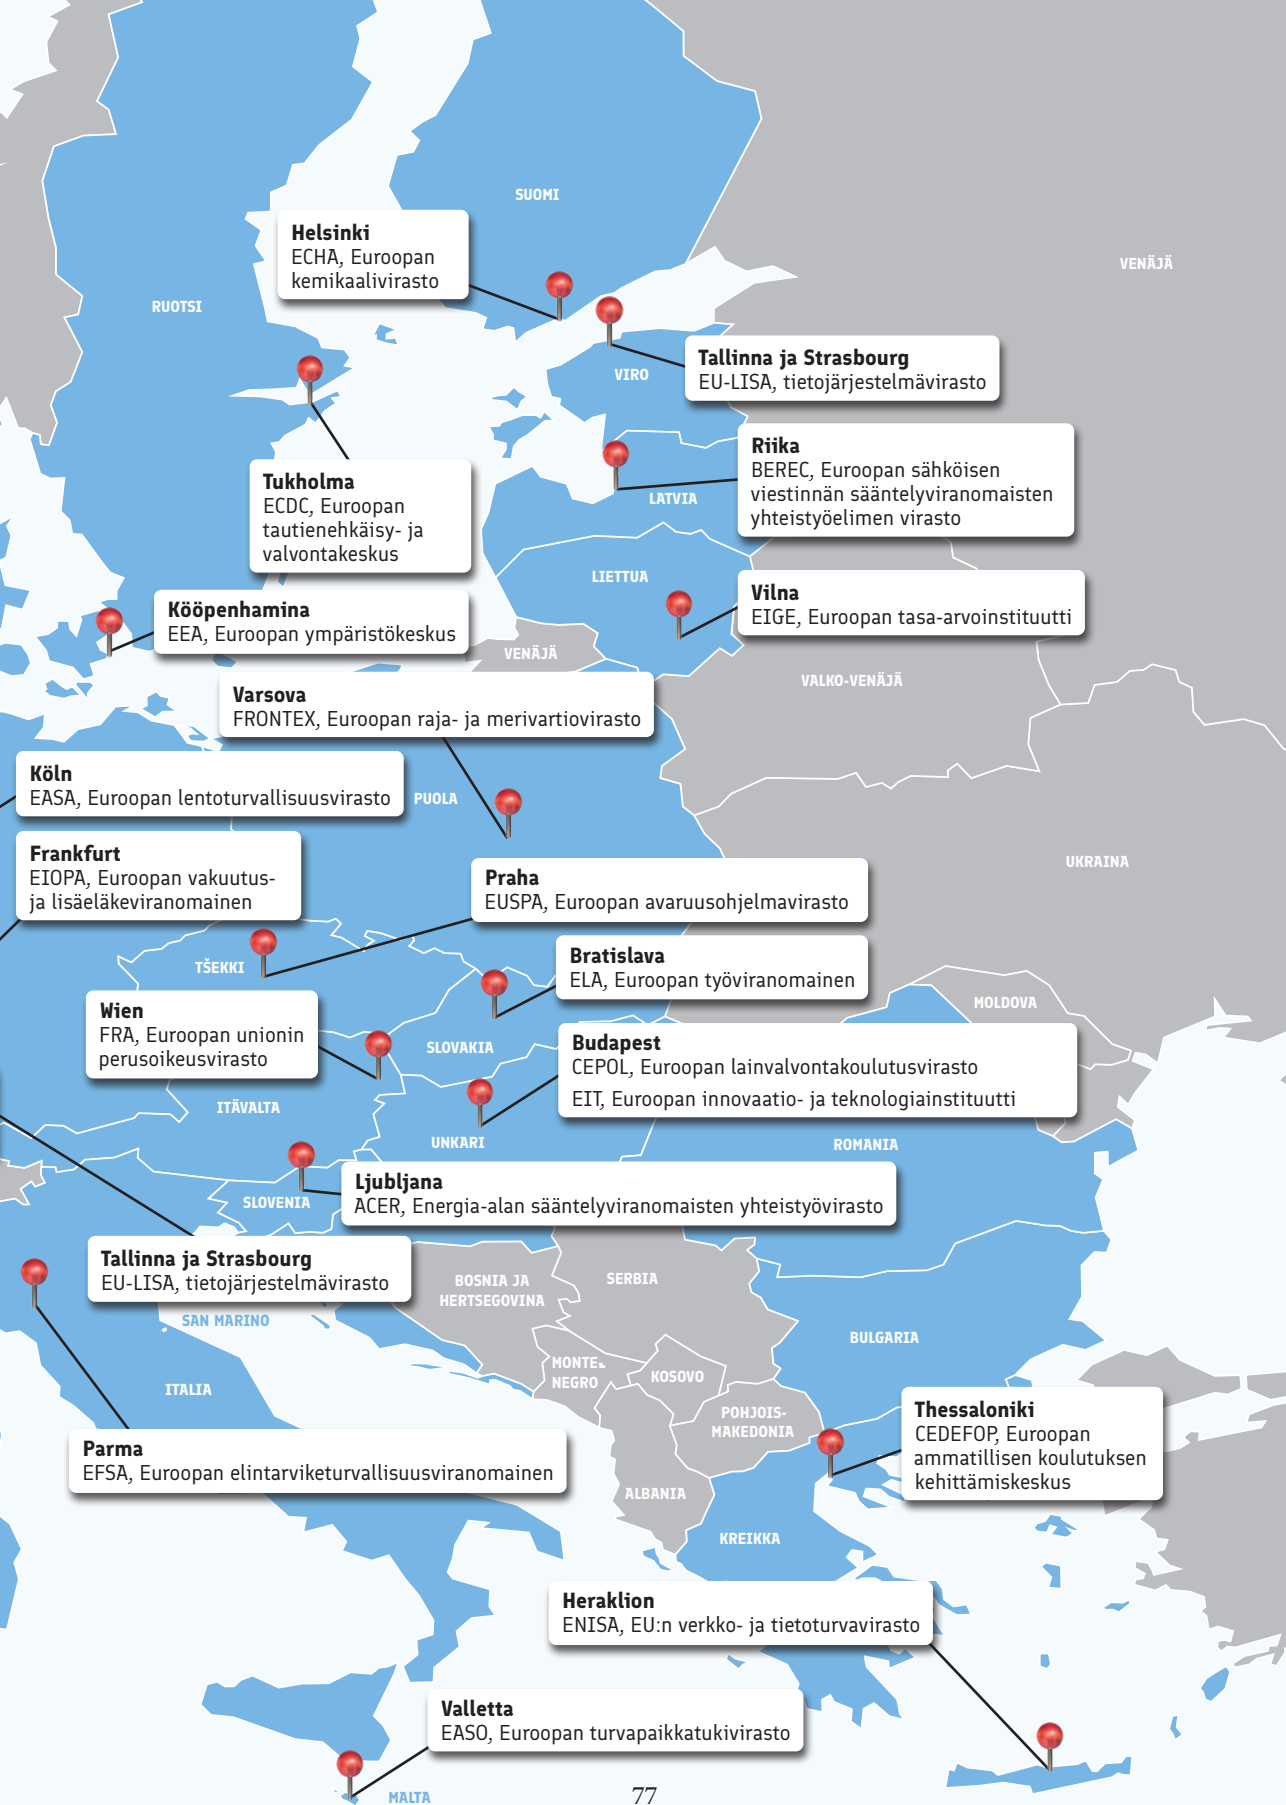 SUOMI
Helsinki
ECHA, Euroopan
kemikaalivirasto
VENÄJÄ
RUOTSI
Tallinna ja Strasbourg
EU-LISA, tietojärjestelmävirasto
VIRO
Riika
BEREC, Euroopan sähköisen
viestinnän sääntelyviranomaisten
yhteistyöelimen virasto
LATVIA
Tukholma
ECDC, Euroopan
tautienehkäisy- ja
valvontakeskus
LIETTUA
Vilna
EIGE, Euroopan tasa-arvoinstituutti
Kööpenhamina
EEA, Euroopan ympäristökeskus
VENÄJÄ
VALKO-VENÄJÄ
Varsova
FRONTEX, Euroopan raja- ja merivartiovirasto
Köln
EASA, Euroopan lentoturvallisuusvirasto
PUOLA
Frankfurt
EIOPA, Euroopan vakuutus-
ja lisäeläkeviranomainen
UKRAINA
Praha
EUSPA, Euroopan avaruusohjelmavirasto
TŠEKKI
Bratislava
ELA, Euroopan työviranomainen
MOLDOVA
Wien
FRA, Euroopan unionin
perusoikeusvirasto
SLOVAKIA
Budapest
CEPOL, Euroopan lainvalvontakoulutusvirasto
EIT, Euroopan innovaatio- ja teknologiainstituutti
ITÄVALTA
UNKARI
ROMANIA
Ljubljana
ACER, Energia-alan sääntelyviranomaisten yhteistyövirasto
SLOVENIA
Tallinna ja Strasbourg
EU-LISA, tietojärjestelmävirasto
BOSNIA JA
HERTSEGOVINA
SERBIA
SAN MARINO
BULGARIA
MONTE-
NEGRO
KOSOVO
ITALIA
POHJOIS-
MAKEDONIA
Thessaloniki
CEDEFOP, Euroopan
ammatillisen koulutuksen
kehittämiskeskus
Parma
EFSA, Euroopan elintarviketurvallisuusviranomainen
ALBANIA
KREIKKA
Heraklion
ENISA, EU:n verkko- ja tietoturvavirasto
Valletta
EASO, Euroopan turvapaikkatukivirasto
MALTA
77